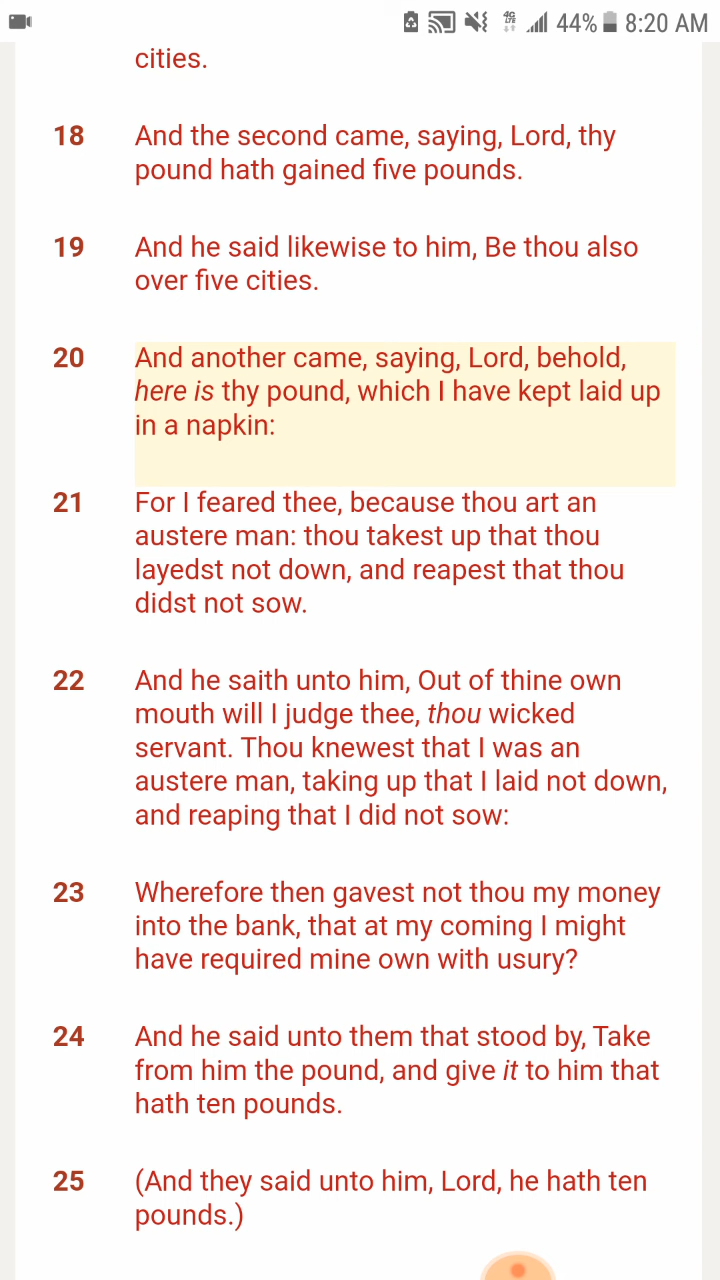 44% 8:20 AM
cities.
18 And the second came, saying, Lord, thy
pound hath gained five pounds.
19 And he said likewise to him, Be thou also
over five cities.
20 And another came, saying, Lord, behold,
here is thy pound, which I have kept laid up
in a napkin:
21 For I feared thee, because thou art an
austere man: thou takest up that thou
layedst not down, and reapest that thou
didst not sow.
22 And he saith unto him, Out of thine own
mouth will I judge thee, thou wicked
servant. Thou knewest that I was an
austere man, taking up that I laid not down,
and reaping that I did not sow:
23 Wherefore then gavest not thou my money
into the bank, that at my coming I might
have required mine own with usury?
24 And he said unto them that stood by, Take
from him the pound, and give it to him that
hath ten pounds.
25 (And they said unto him, Lord, he hath ten
pounds.)